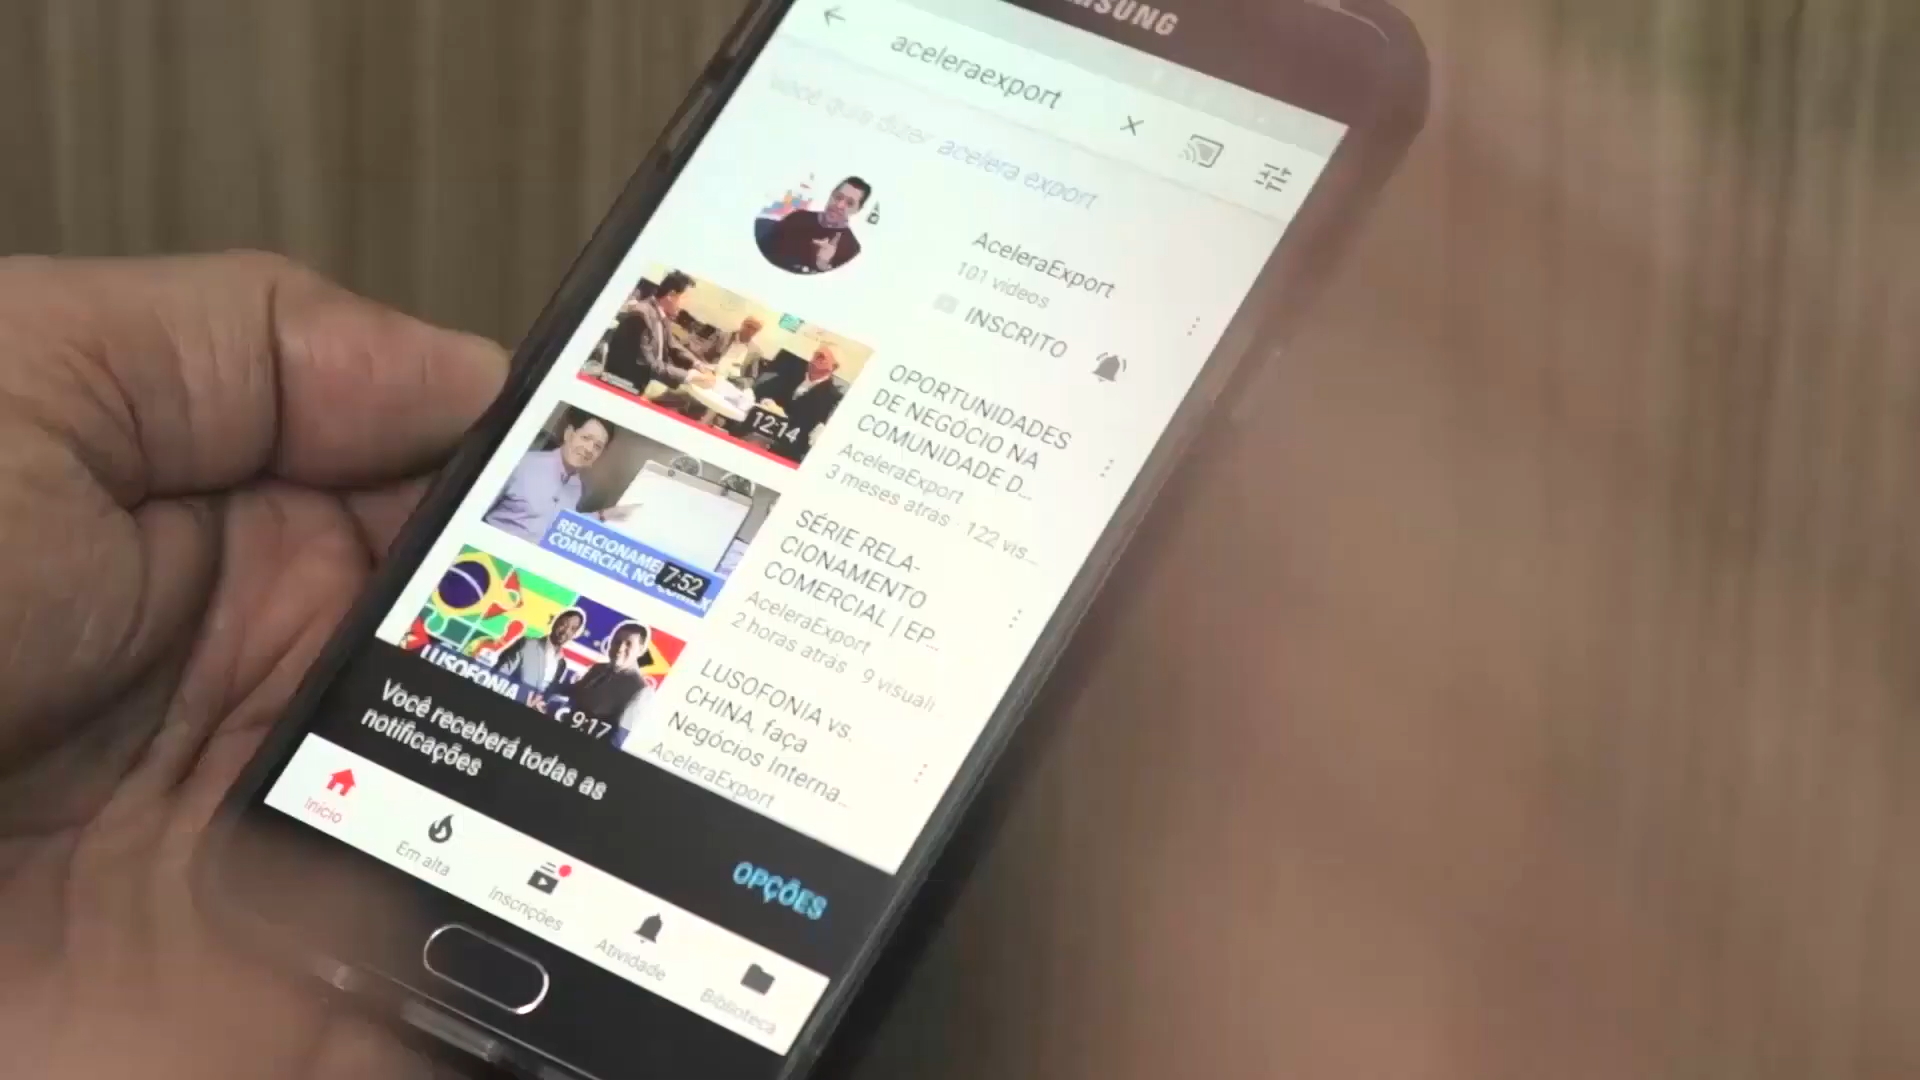 SAMSUNG
aceleraexport
Você quis dizer acelera export
AceleraExport
101 vídeos
INSCRITO
12:14
OPORTUNIDADES
DE NEGÓCIO NA
COMUNIDADE D...
AceleraExport
3 meses atrás · 122 vis...
RELACIONAME
COMERCIAL NO
7:52
SÉRIE RELA-
CIONAMENTO
COMERCIAL | EP...
AceleraExport
2 horas atrás · 9 visuali
LUSOFONIA Vs
9:17
LUSOFONIA vs.
CHINA, faça
Negócios Interna...
AceleraExport
Você receberá todas as
notificações
OPÇÕES
Início
Em alta
Inscrições
Atividade
Biblioteca